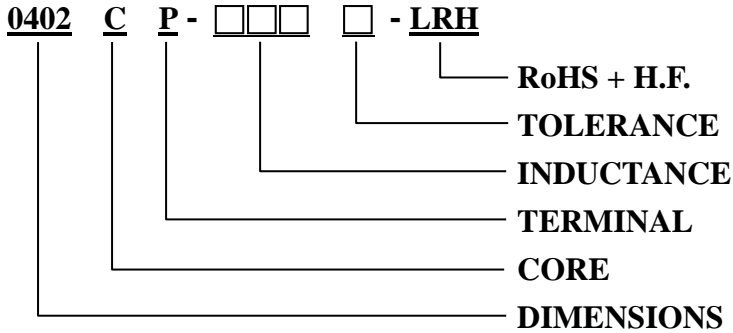 0402 C P - □□□ □ - LRH
RoHS + H.F.
TOLERANCE
INDUCTANCE
TERMINAL
CORE
DIMENSIONS